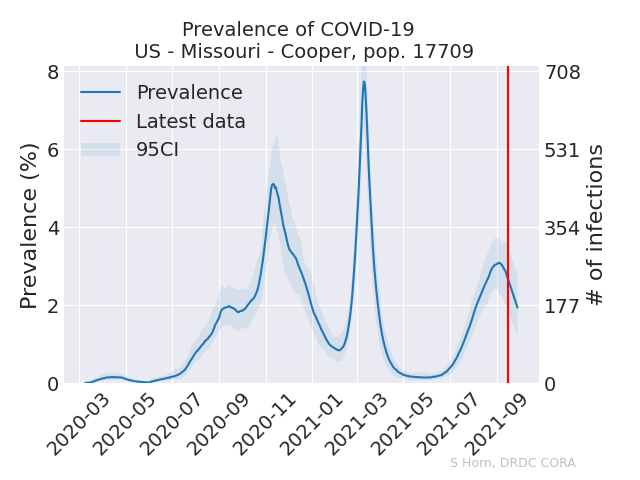 Prevalence of COVID-19
US - Missouri - Cooper, pop. 17709
Prevalence
Latest data
95CI
Prevalence (%)
8
6
4
2
0
708
531
354
177
0
# of infections
2020-03
2020-05
2020-07
2020-09
2020-11
2021-01
2021-03
2021-05
2021-07
2021-09
S Horn, DRDC CORA